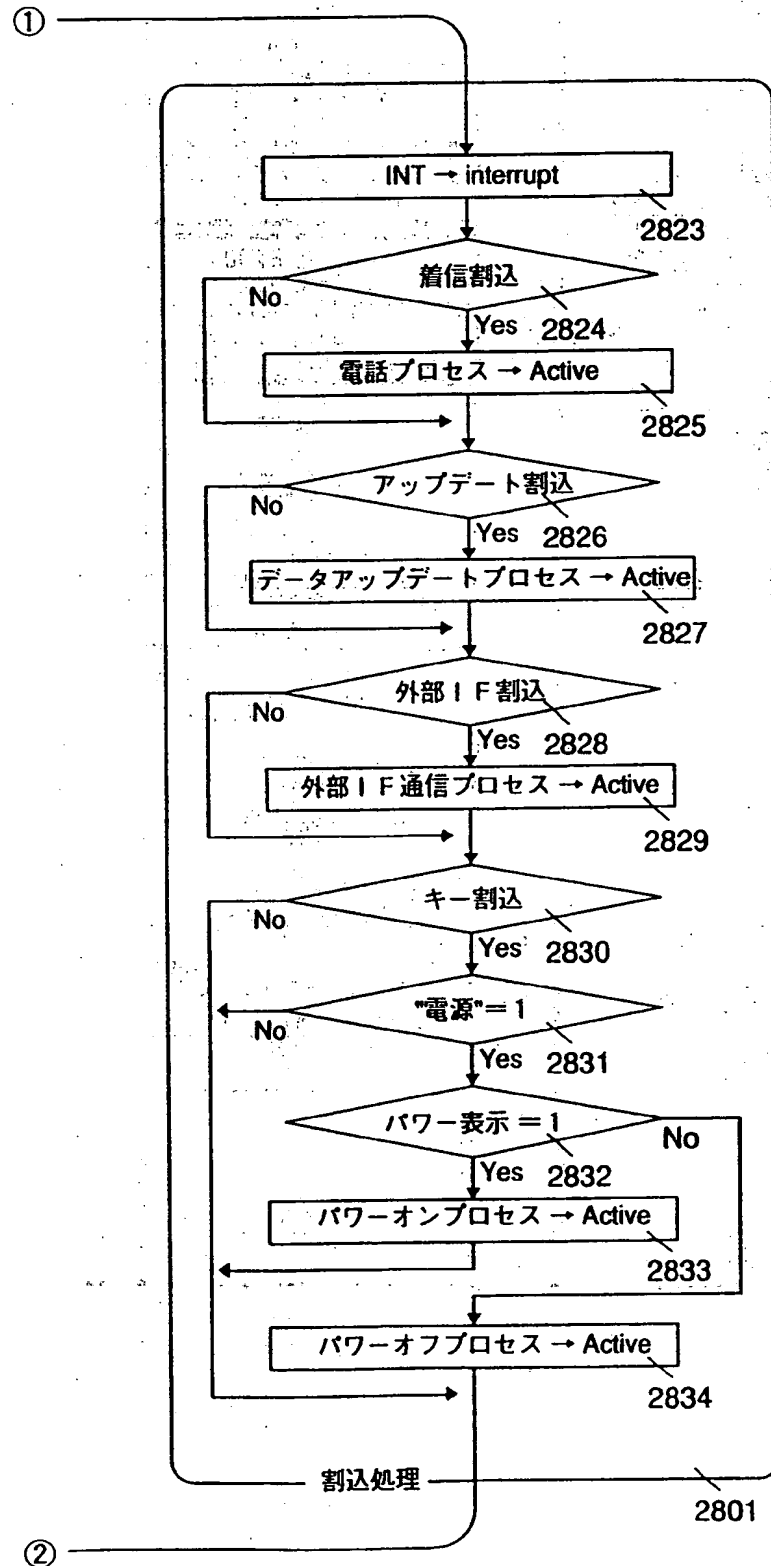 ①
INT → interrupt
2823
着信割込
No
Yes
2824
電話プロセス → Active
2825
アップデート割込
No
Yes
2826
データアップデートプロセス → Active
2827
外部IF割込
No
Yes
2828
外部IF通信プロセス → Active
2829
キー割込
No
Yes
2830
"電源"=1
No
Yes
2831
パワー表示=1
No
Yes
2832
パワーオンプロセス → Active
2833
パワーオフプロセス → Active
2834
割込処理
2801
②